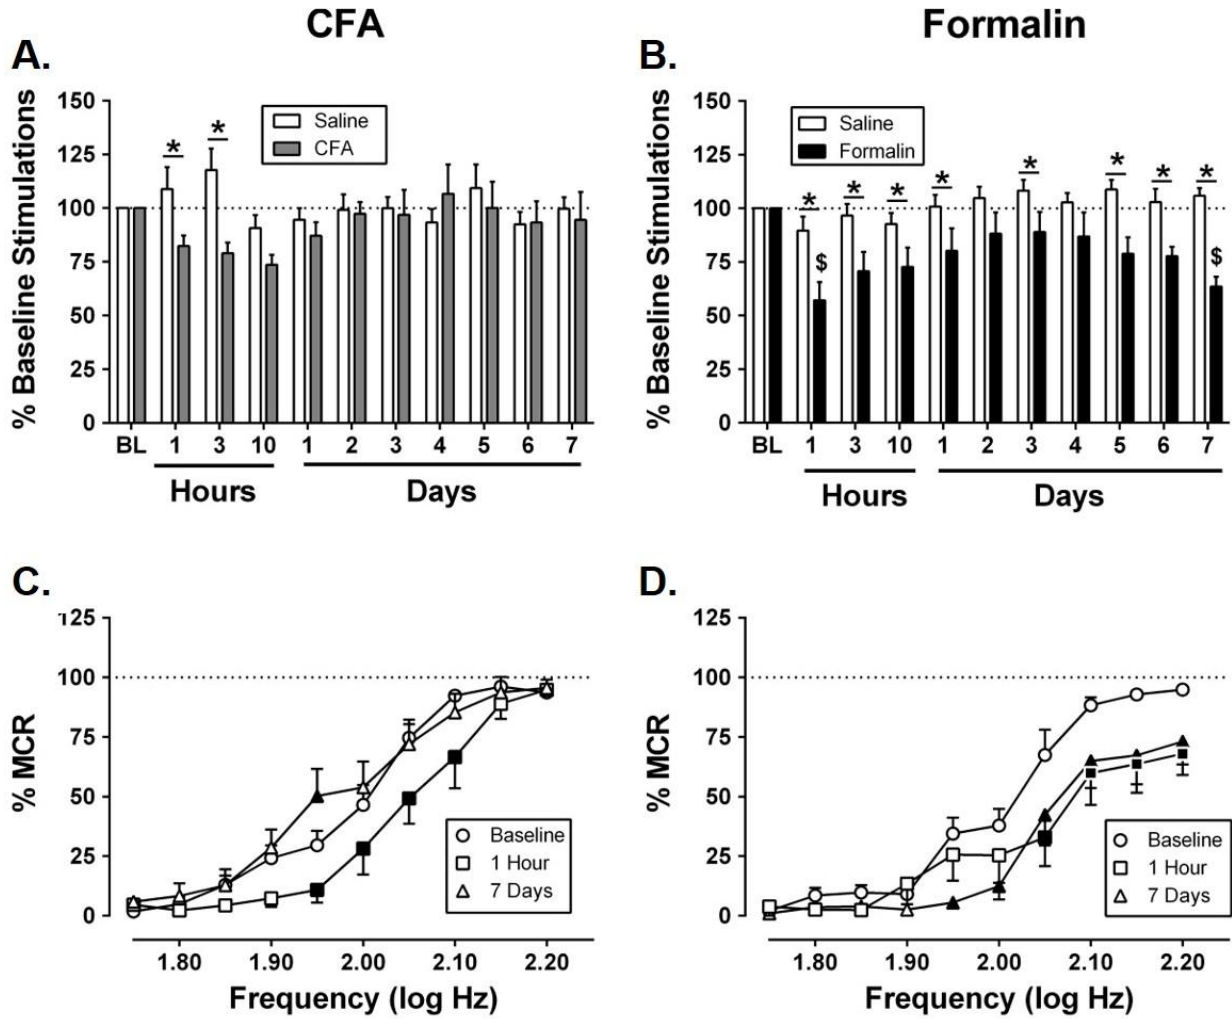 CFA
Formalin
A.
% Baseline Stimulations
150
125
100
75
50
25
0
* *
Saline
CFA
BL 1 3 10 1 2 3 4 5 6 7
Hours Days
B.
% Baseline Stimulations
150
125
100
75
50
25
0
Saline
Formalin
* * * * * * * *
$ $
BL 1 3 10 1 2 3 4 5 6 7
Hours Days
C.
% MCR
125
100
75
50
25
0
Baseline
1 Hour
7 Days
1.80 1.90 2.00 2.10 2.20
Frequency (log Hz)
D.
% MCR
125
100
75
50
25
0
Baseline
1 Hour
7 Days
1.80 1.90 2.00 2.10 2.20
Frequency (log Hz)